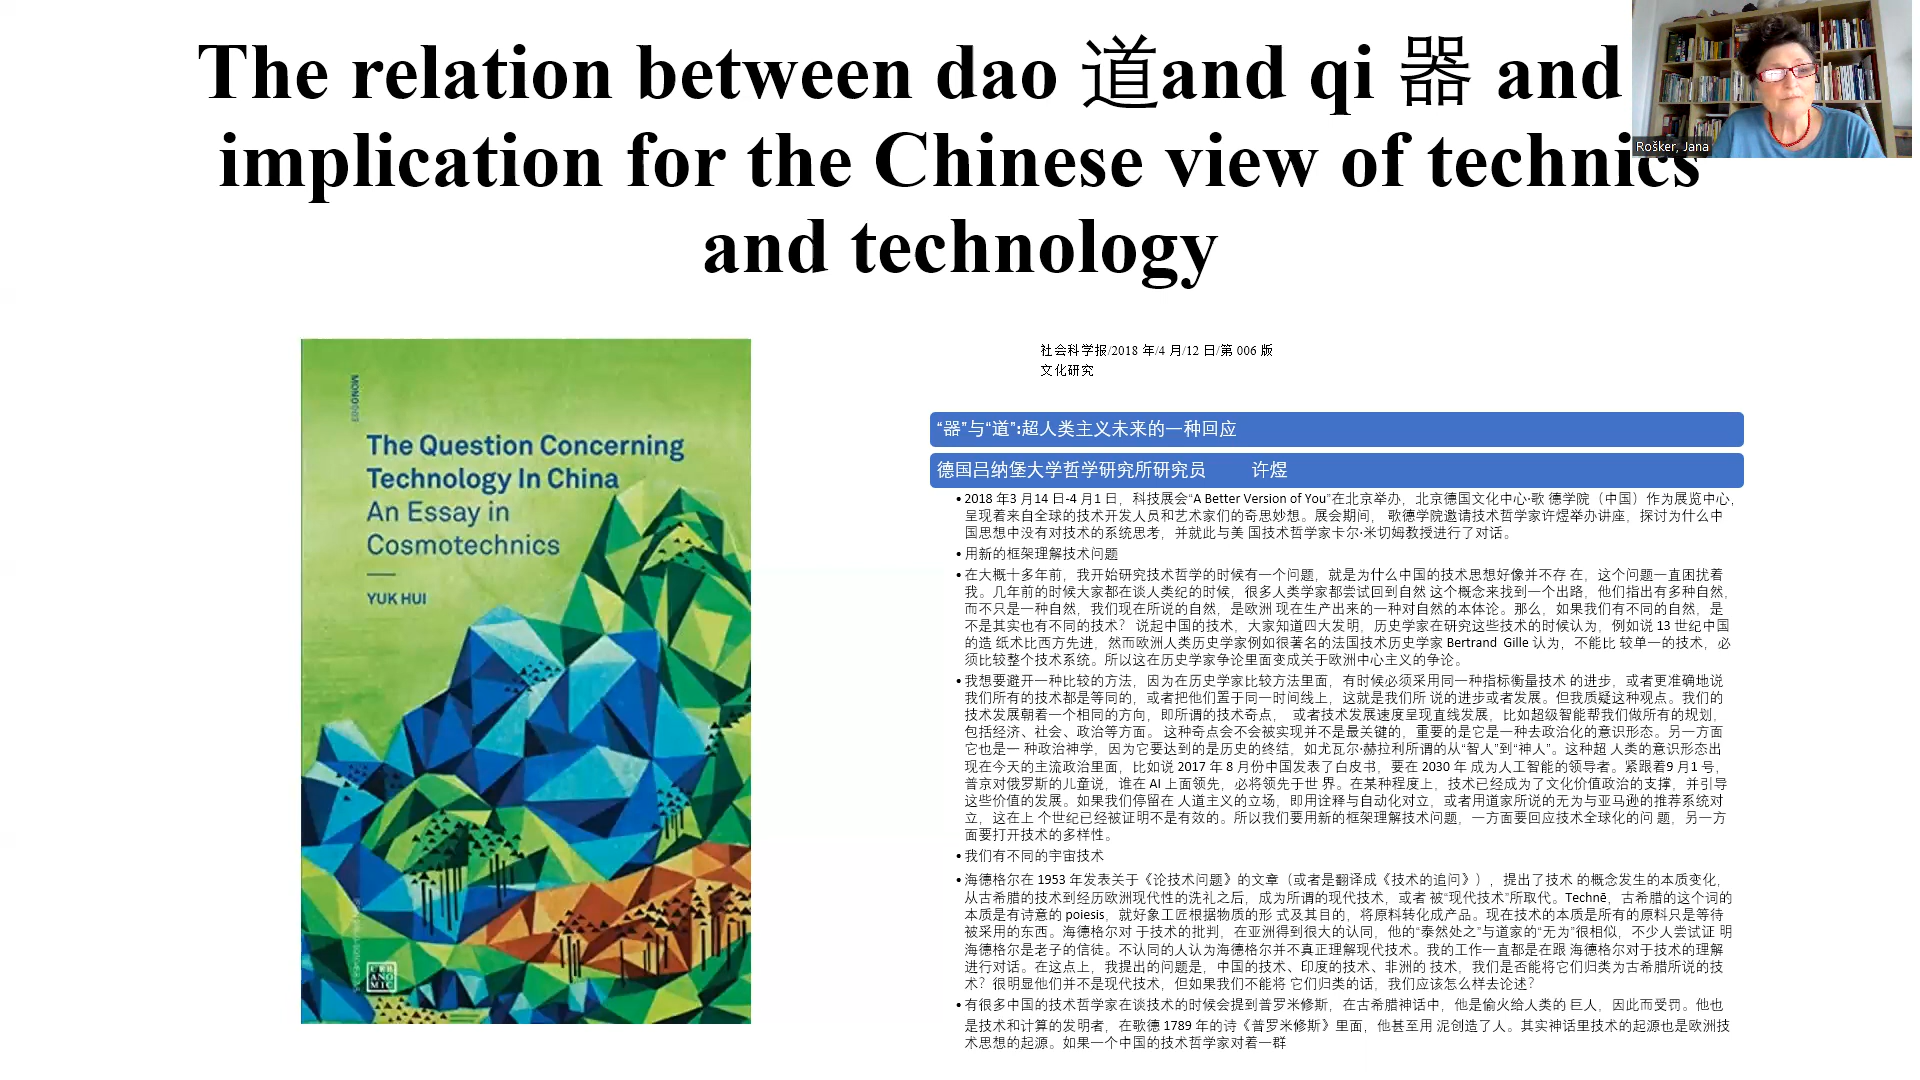 The relation between dao 道and qi 器 and
implication for the Chinese view of technics
and technology
Rošker, Jana
The Question Concerning
Technology In China
An Essay in
Cosmotechnics
YUK HUI
URB
ANO
MIC
社会科学报/2018 年/4 月/12 日/第 006 版
文化研究
“器”与“道”:超人类主义未来的一种回应
德国吕纳堡大学哲学研究所研究员 许煜
• 2018 年3 月14 日-4 月1 日，科技展会“A Better Version of You”在北京举办，北京德国文化中心·歌 德学院（中国）作为展览中心，
呈现着来自全球的技术开发人员和艺术家们的奇思妙想。展会期间， 歌德学院邀请技术哲学家许煜举办讲座，探讨为什么中
国思想中没有对技术的系统思考，并就此与美 国技术哲学家卡尔·米切姆教授进行了对话。
• 用新的框架理解技术问题
• 在大概十多年前，我开始研究技术哲学的时候有一个问题，就是为什么中国的技术思想好像并不存 在，这个问题一直困扰着
我。几年前的时候大家都在谈人类纪的时候，很多人类学家都尝试回到自然 这个概念来找到一个出路，他们指出有多种自然，
而不只是一种自然，我们现在所说的自然，是欧洲 现在生产出来的一种对自然的本体论。那么，如果我们有不同的自然，是
不是其实也有不同的技术？ 说起中国的技术，大家知道四大发明，历史学家在研究这些技术的时候认为，例如说 13 世纪中国
的造 纸术比西方先进，然而欧洲人类历史学家例如很著名的法国技术历史学家 Bertrand Gille 认为，不能比 较单一的技术，必
须比较整个技术系统。所以这在历史学家争论里面变成关于欧洲中心主义的争论。
• 我想要避开一种比较的方法，因为在历史学家比较方法里面，有时候必须采用同一种指标衡量技术 的进步，或者更准确地说
我们所有的技术都是等同的，或者把他们置于同一时间线上，这就是我们所 说的进步或者发展。但我质疑这种观点。我们的
技术发展朝着一个相同的方向，即所谓的技术奇点， 或者技术发展速度呈现直线发展，比如超级智能帮我们做所有的规划，
包括经济、社会、政治等方面。 这种奇点会不会被实现并不是最关键的，重要的是它是一种去政治化的意识形态。另一方面
它也是一 种政治神学，因为它要达到的是历史的终结，如尤瓦尔·赫拉利所谓的从“智人”到“神人”。这种超 人类的意识形态出
现在今天的主流政治里面，比如说 2017 年 8 月份中国发表了白皮书，要在 2030 年 成为人工智能的领导者。紧跟着9 月1 号，
普京对俄罗斯的儿童说，谁在 AI 上面领先，必将领先于世 界。在某种程度上，技术已经成为了文化价值政治的支撑，并引导
这些价值的发展。如果我们停留在 人道主义的立场，即用诠释与自动化对立，或者用道家所说的无为与亚马逊的推荐系统对
立，这在上 个世纪已经被证明不是有效的。所以我们要用新的框架理解技术问题，一方面要回应技术全球化的问 题，另一方
面要打开技术的多样性。
• 我们有不同的宇宙技术
• 海德格尔在 1953 年发表关于《论技术问题》的文章（或者是翻译成《技术的追问》），提出了技术 的概念发生的本质变化，
从古希腊的技术到经历欧洲现代性的洗礼之后，成为所谓的现代技术，或者 被“现代技术”所取代。Technē，古希腊的这个词的
本质是有诗意的 poiesis，就好象工匠根据物质的形 式及其目的，将原料转化成产品。现在技术的本质是所有的原料只是等待
被采用的东西。海德格尔对 于技术的批判，在亚洲得到很大的认同，他的“泰然处之”与道家的“无为”很相似，不少人尝试证 明
海德格尔是老子的信徒。不认同的人认为海德格尔并不真正理解现代技术。我的工作一直都是在跟 海德格尔对于技术的理解
进行对话。在这点上，我提出的问题是，中国的技术、印度的技术、非洲的 技术，我们是否能将它们归类为古希腊所说的技
术？很明显他们并不是现代技术，但如果我们不能将 它们归类的话，我们应该怎么样去论述？
• 有很多中国的技术哲学家在谈技术的时候会提到普罗米修斯，在古希腊神话中，他是偷火给人类的 巨人，因此而受罚。他也
是技术和计算的发明者，在歌德 1789 年的诗《普罗米修斯》里面，他甚至用 泥创造了人。其实神话里技术的起源也是欧洲技
术思想的起源。如果一个中国的技术哲学家对着一群